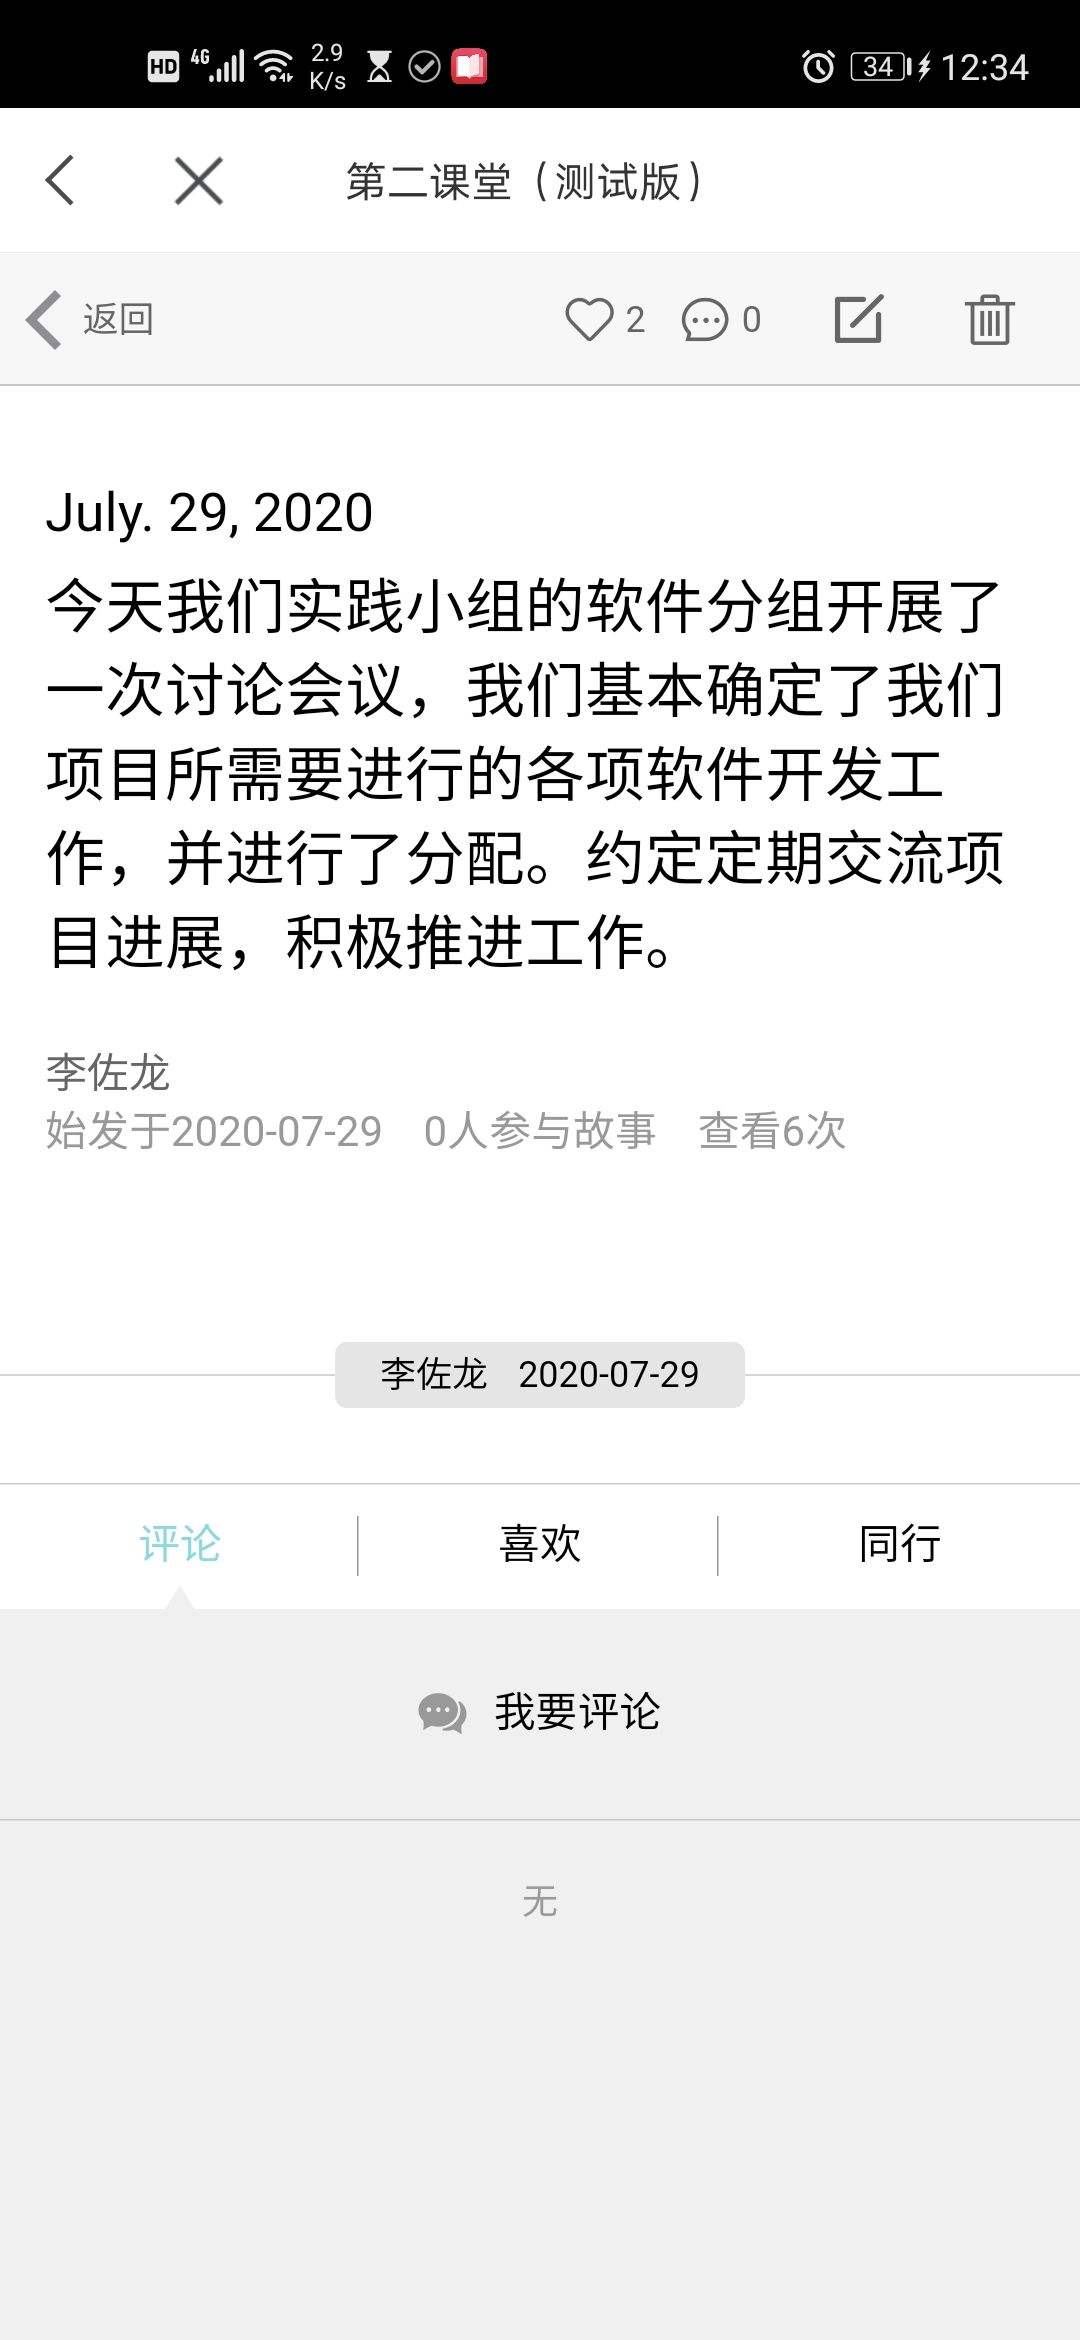 HD 4G 2.9 K/s 34 12:34
第二课堂（测试版）
返回 2 0
July. 29, 2020
今天我们实践小组的软件分组开展了
一次讨论会议，我们基本确定了我们
项目所需要进行的各项软件开发工
作，并进行了分配。约定定期交流项
目进展，积极推进工作。
李佐龙
始发于2020-07-29 0人参与故事 查看6次
李佐龙 2020-07-29
评论 喜欢 同行
我要评论
无